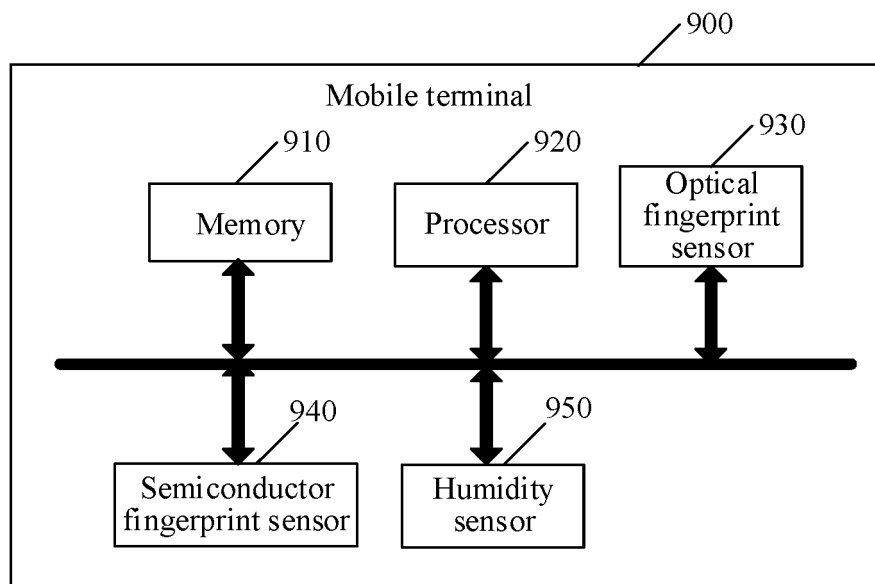 900
Mobile terminal
910
920
930
Memory
Processor
Optical
fingerprint
sensor
940
950
Semiconductor
fingerprint sensor
Humidity
sensor